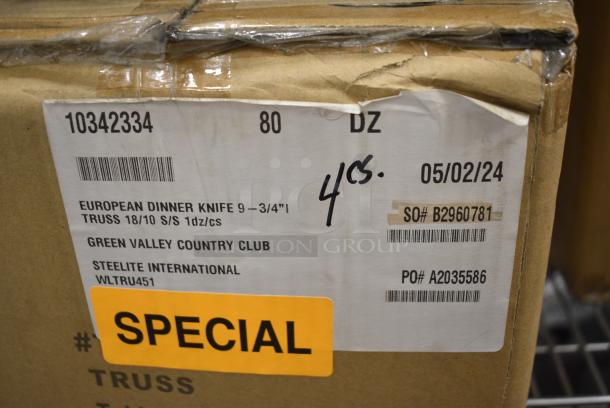 10342334 80 DZ
4cs. 05/02/24
EUROPEAN DINNER KNIFE 9-3/4"I
TRUSS 18/10 S/S 1dz/cs
SO# B2960781
GREEN VALLEY COUNTRY CLUB
STEELITE INTERNATIONAL
WLTRU451
PO# A2035586
SPECIAL
TRUSS